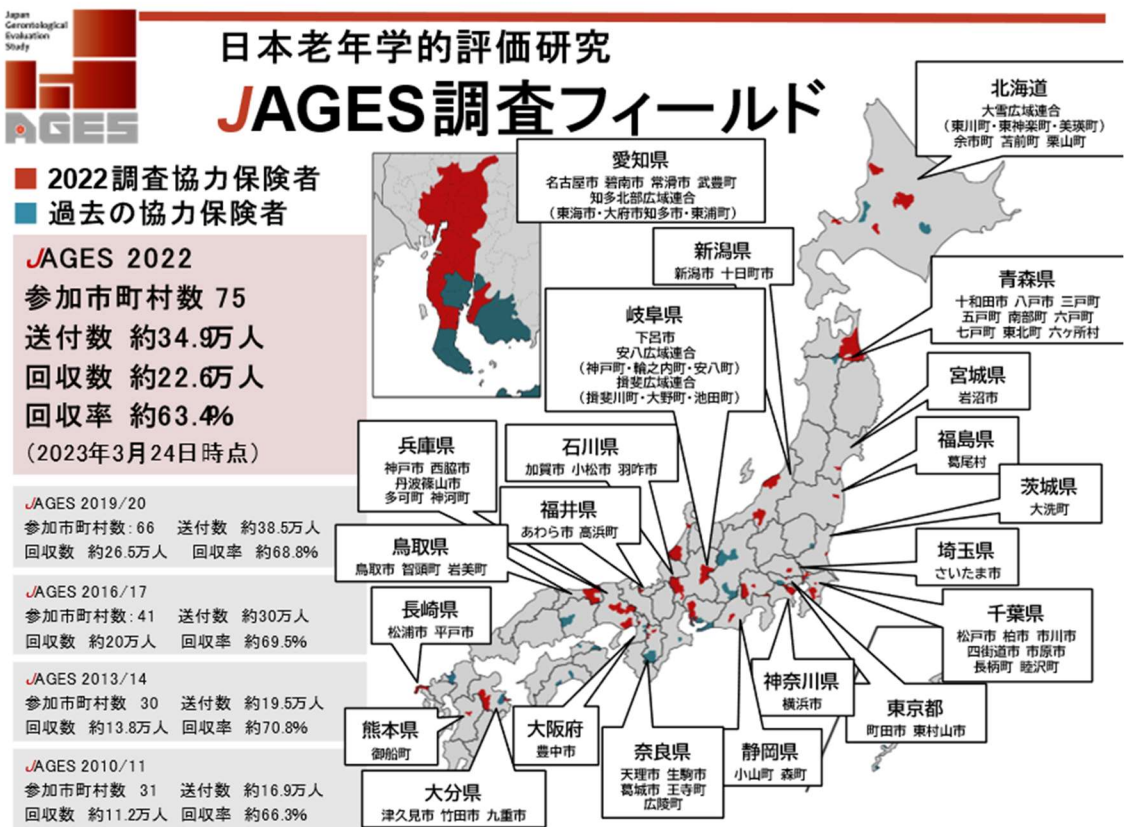 Japan
Gerontological
Evaluation
Study
AGES
日本老年学的評価研究
JAGES調査フィールド
2022調査協力保険者
過去の協力保険者
JAGES 2022
参加市町村数 75
送付数 約34.9万人
回収数 約22.6万人
回収率 約63.4%
(2023年3月24日時点)
JAGES 2019/20
参加市町村数:66 送付数 約38.5万人
回収数 約26.5万人 回収率 約68.8%
JAGES 2016/17
参加市町村数:41 送付数 約30万人
回収数 約20万人 回収率 約69.5%
JAGES 2013/14
参加市町村数 30 送付数 約19.5万人
回収数 約13.8万人 回収率 約70.8%
JAGES 2010/11
参加市町村数 31 送付数 約16.9万人
回収数 約11.2万人 回収率 約66.3%
北海道
大雪広域連合
(東川町・東神楽町・美瑛町)
余市町 苫前町 栗山町
愛知県
名古屋市 碧南市 常滑市 武豊町
知多北部広域連合
(東海市・大府市知多市・東浦町)
新潟県
新潟市 十日町市
青森県
十和田市 八戸市 三戸町
五戸町 南部町 六戸町
七戸町 東北町 六ヶ所村
岐阜県
下呂市
安八広域連合
(神戸町・輪之内町・安八町)
揖斐広域連合
(揖斐川町・大野町・池田町)
宮城県
岩沼市
福島県
葛尾村
茨城県
大洗町
埼玉県
さいたま市
千葉県
松戸市 柏市 市川市
四街道市 市原市
長柄町 睦沢町
兵庫県
神戸市 西脇市
丹波篠山市
多可町 神河町
石川県
加賀市 小松市 羽咋市
福井県
あわら市 高浜町
鳥取県
鳥取市 智頭町 岩美町
長崎県
松浦市 平戸市
熊本県
御船町
大分県
津久見市 竹田市 九重市
大阪府
豊中市
奈良県
天理市 生駒市
葛城市 王寺町
広陵町
静岡県
小山町 森町
神奈川県
横浜市
東京都
町田市 東村山市